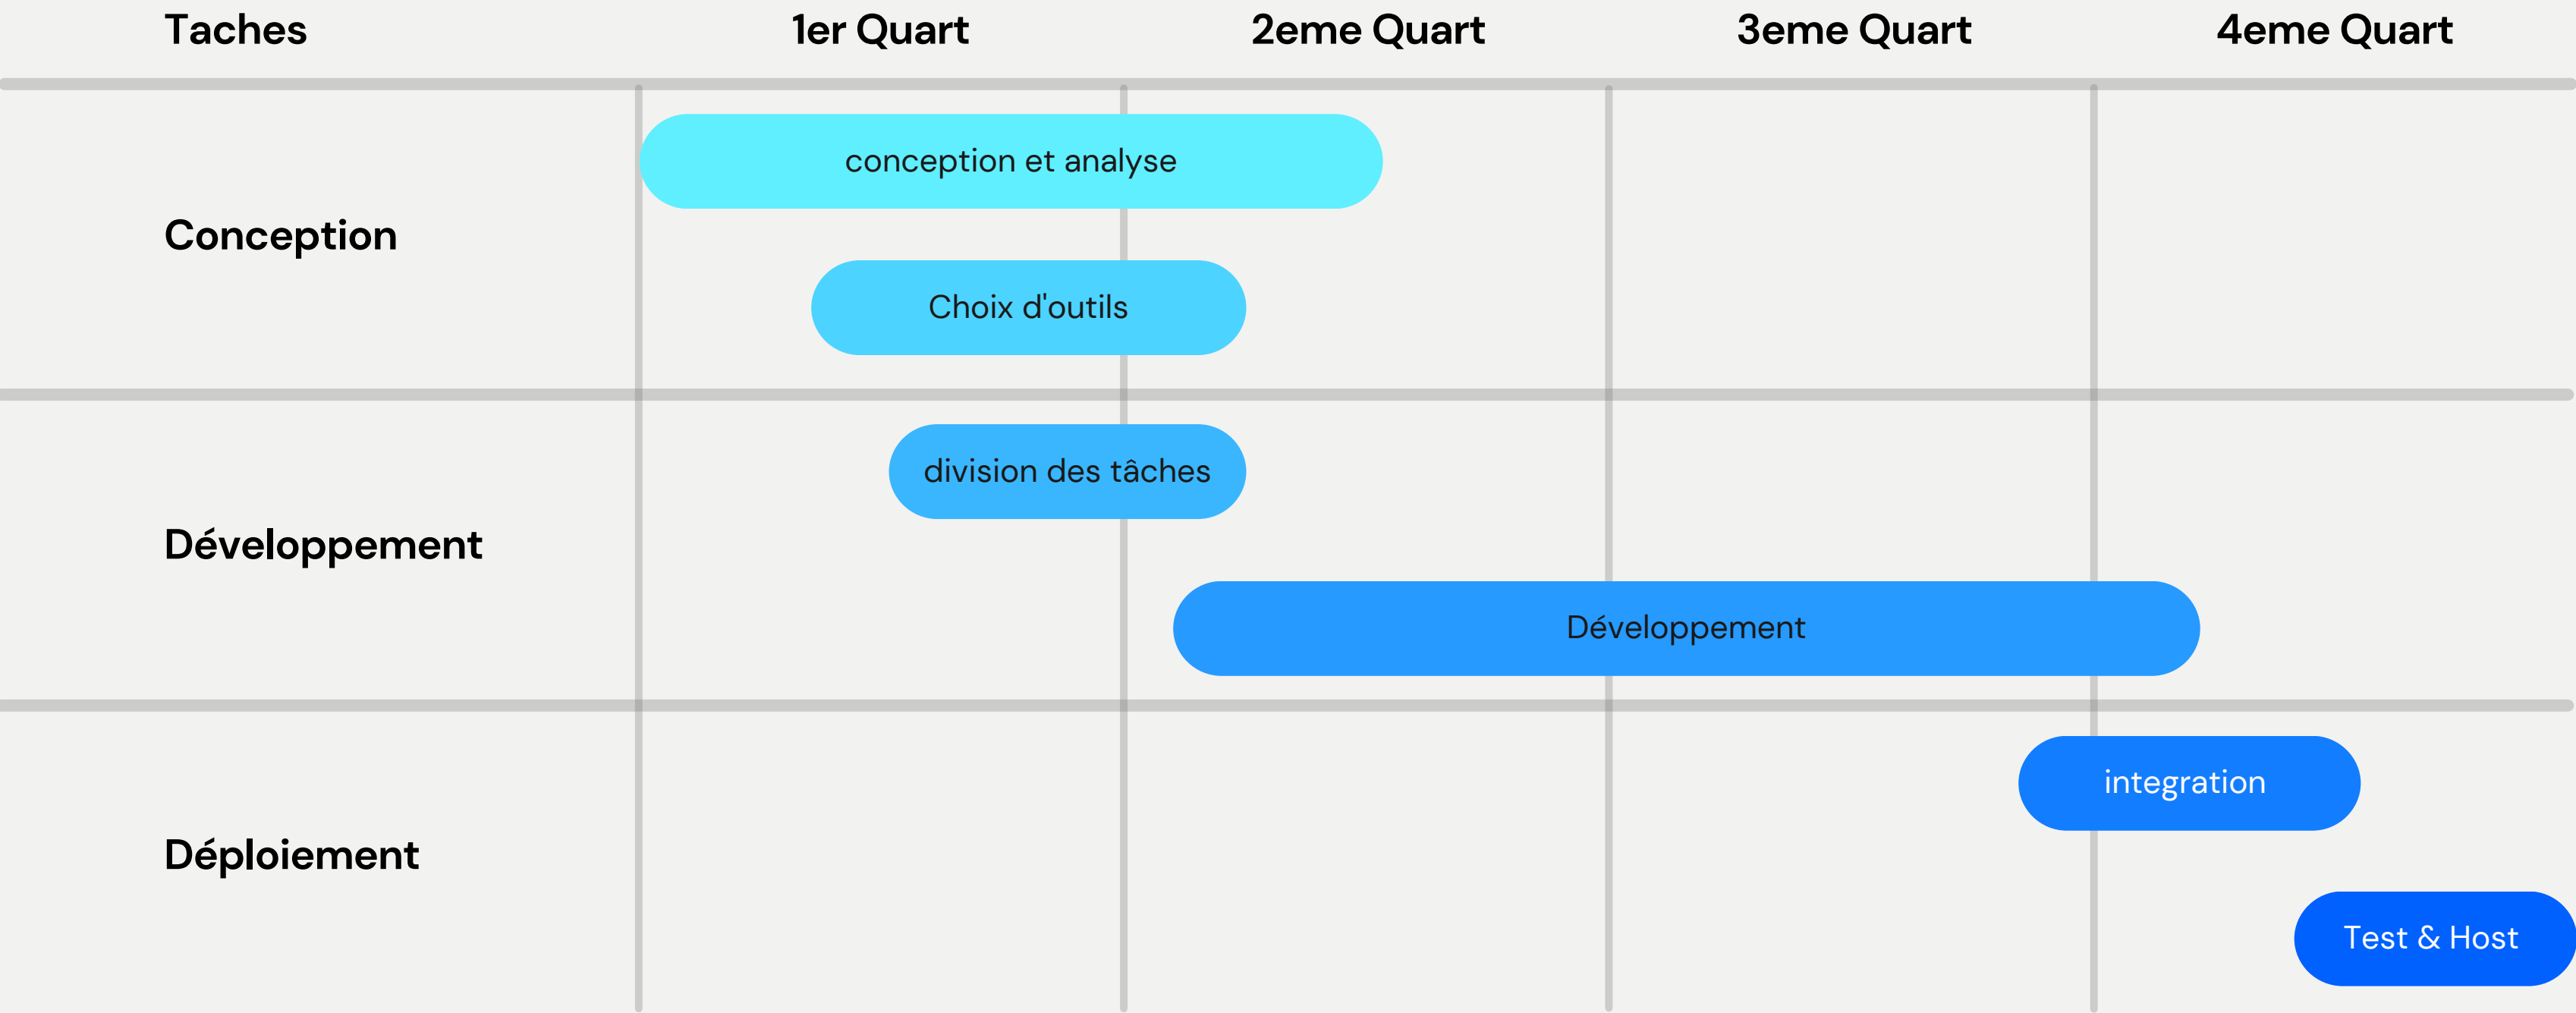 Taches 1er Quart 2eme Quart 3eme Quart 4eme Quart
conception et analyse
Conception
Choix d'outils
division des tâches
Développement
Développement
integration
Déploiement
Test & Host